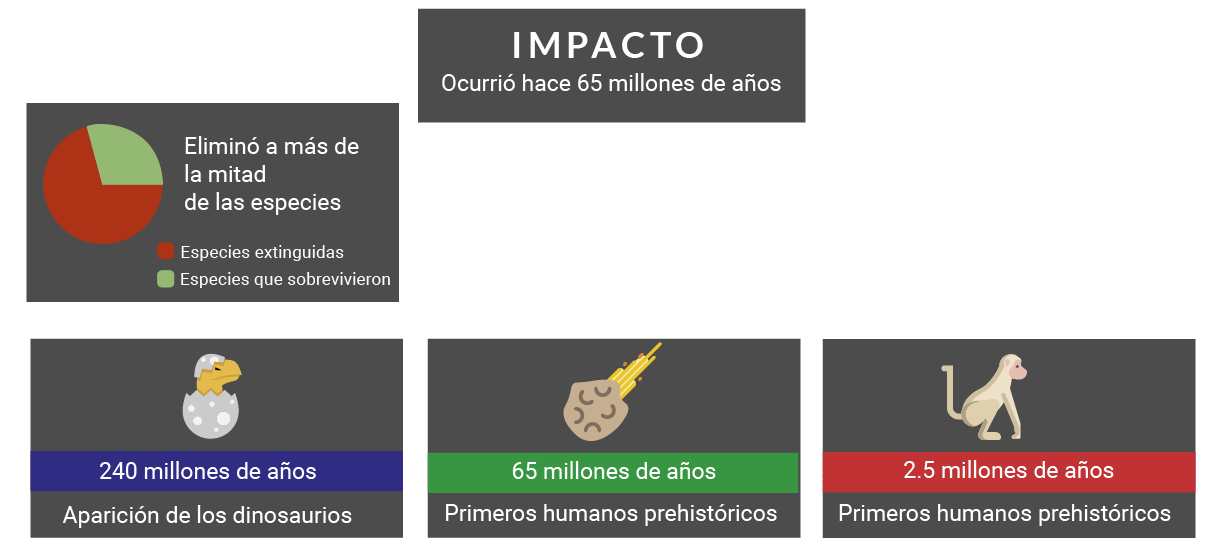 IMPACTO
Ocurrió hace 65 millones de años
Eliminó a más de
la mitad
de las especies
Especies extinguidas
Especies que sobrevivieron
240 millones de años
Aparición de los dinosaurios
65 millones de años
Primeros humanos prehistóricos
2.5 millones de años
Primeros humanos prehistóricos